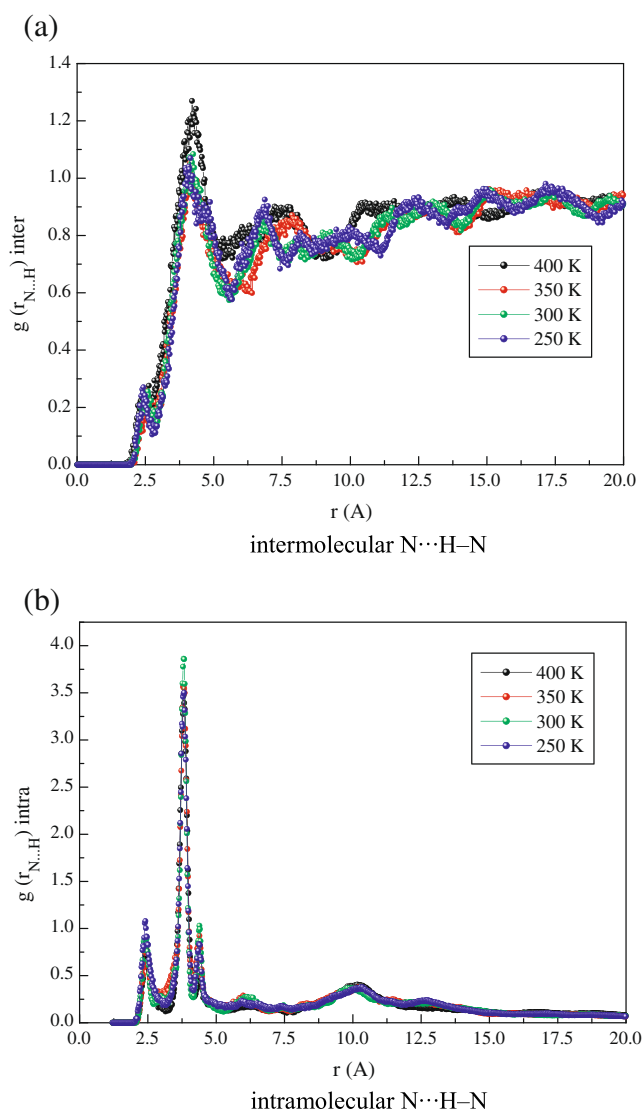 (a)
1.4
1.2
1.0
0.8
0.6
0.4
0.2
0.0
g (r N...H) inter
400 K
350 K
300 K
250 K
0.0 2.5 5.0 7.5 10.0 12.5 15.0 17.5 20.0
r (A)
intermolecular N···H–N
(b)
4.0
3.5
3.0
2.5
2.0
1.5
1.0
0.5
0.0
g (r N...H) intra
400 K
350 K
300 K
250 K
0.0 2.5 5.0 7.5 10.0 12.5 15.0 17.5 20.0
r (A)
intramolecular N···H–N